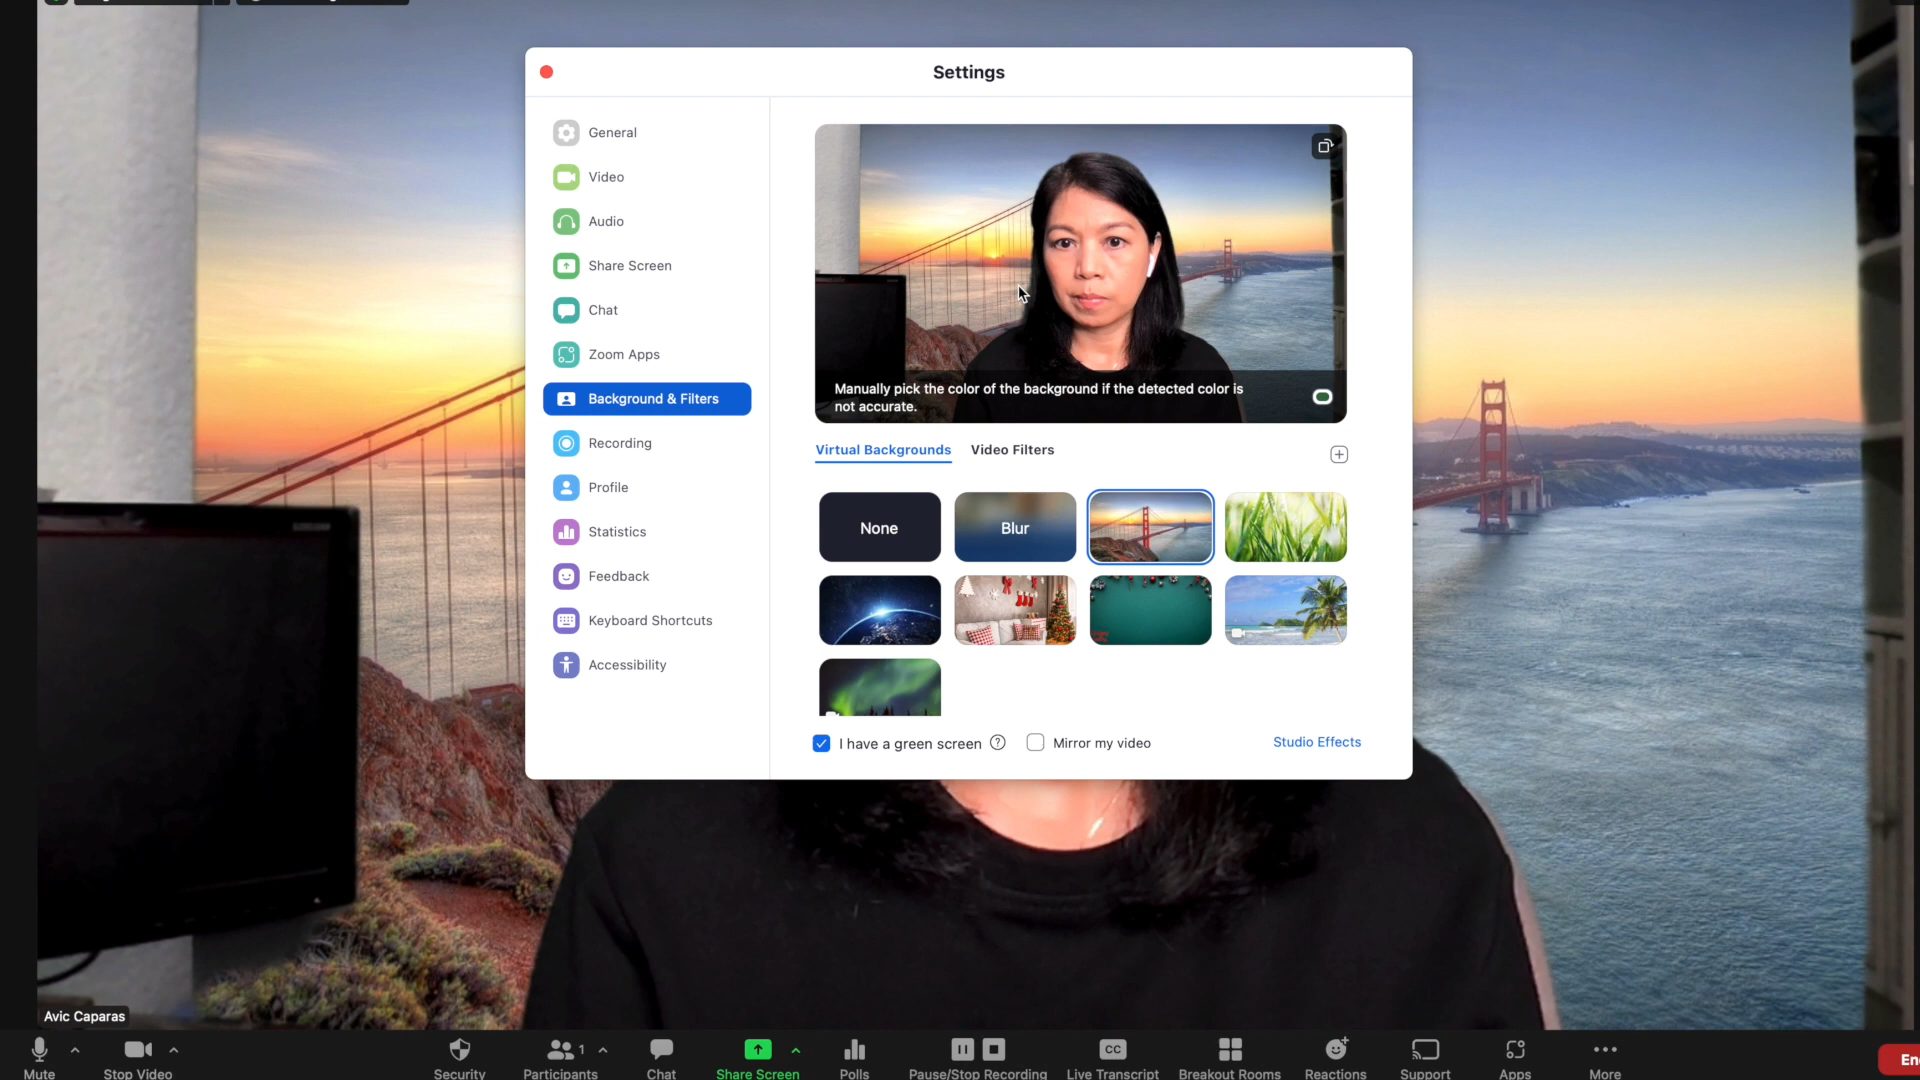 Settings
General
Video
Audio
Share Screen
Chat
Zoom Apps
Background & Filters
Recording
Profile
Statistics
Feedback
Keyboard Shortcuts
Accessibility
Manually pick the color of the background if the detected color is
not accurate.
Virtual Backgrounds Video Filters
None Blur
I have a green screen ? Mirror my video Studio Effects
Avic Caparas
1 CC
Mute Stop Video Security Participants Chat Share Screen Polls Pause/Stop Recording Live Transcript Breakout Rooms Reactions Support Apps More